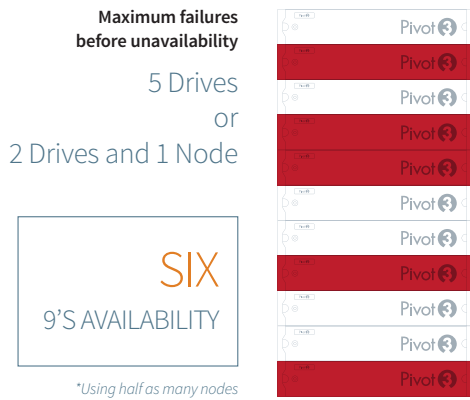 Maximum failures
before unavailability
5 Drives
or
2 Drives and 1 Node
SIX
9'S AVAILABILITY
*Using half as many nodes
Pivot3
Pivot3
Pivot3
Pivot3
Pivot3
Pivot3
Pivot3
Pivot3
Pivot3
Pivot3
Pivot3